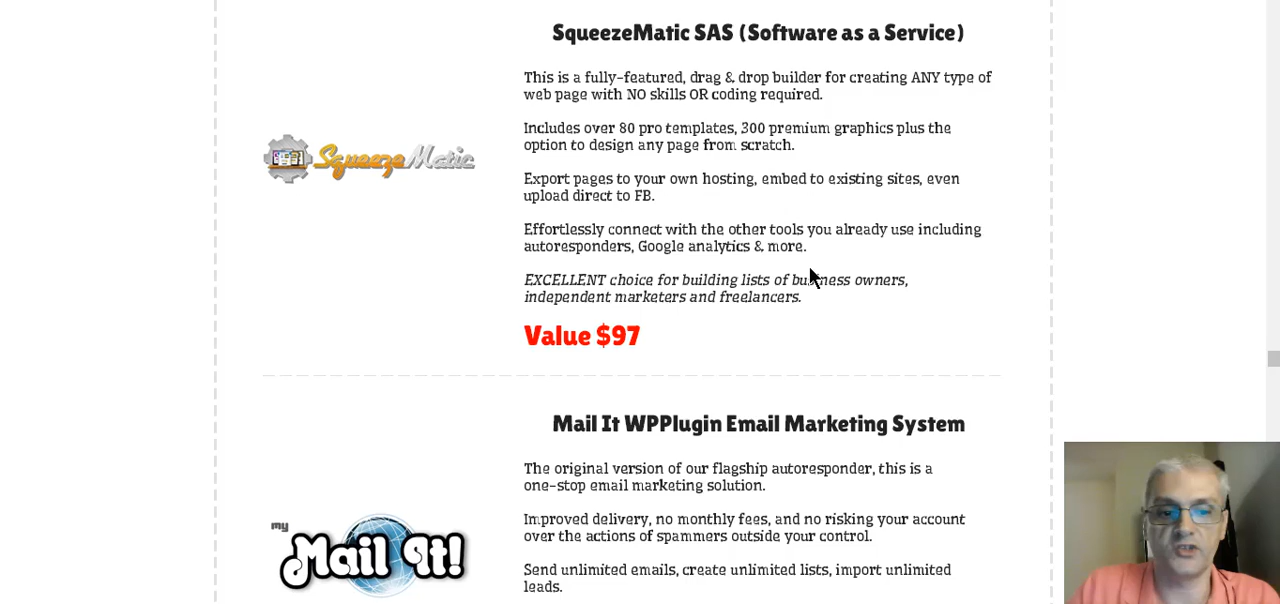 SqueezeMatic SAS (Software as a Service)
This is a fully-featured, drag & drop builder for creating ANY type of
web page with NO skills OR coding required.
Includes over 80 pro templates, 300 premium graphics plus the
option to design any page from scratch.
Export pages to your own hosting, embed to existing sites, even
upload direct to FB.
SqueezeMatic
Effortlessly connect with the other tools you already use including
autoresponders, Google analytics & more.
EXCELLENT choice for building lists of business owners,
independent marketers and freelancers.
Value $97
Mail It WPPlugin Email Marketing System
The original version of our flagship autoresponder, this is a
one-stop email marketing solution.
my
Mail It!
Improved delivery, no monthly fees, and no risking your account
over the actions of spammers outside your control.
Send unlimited emails, create unlimited lists, import unlimited
leads.